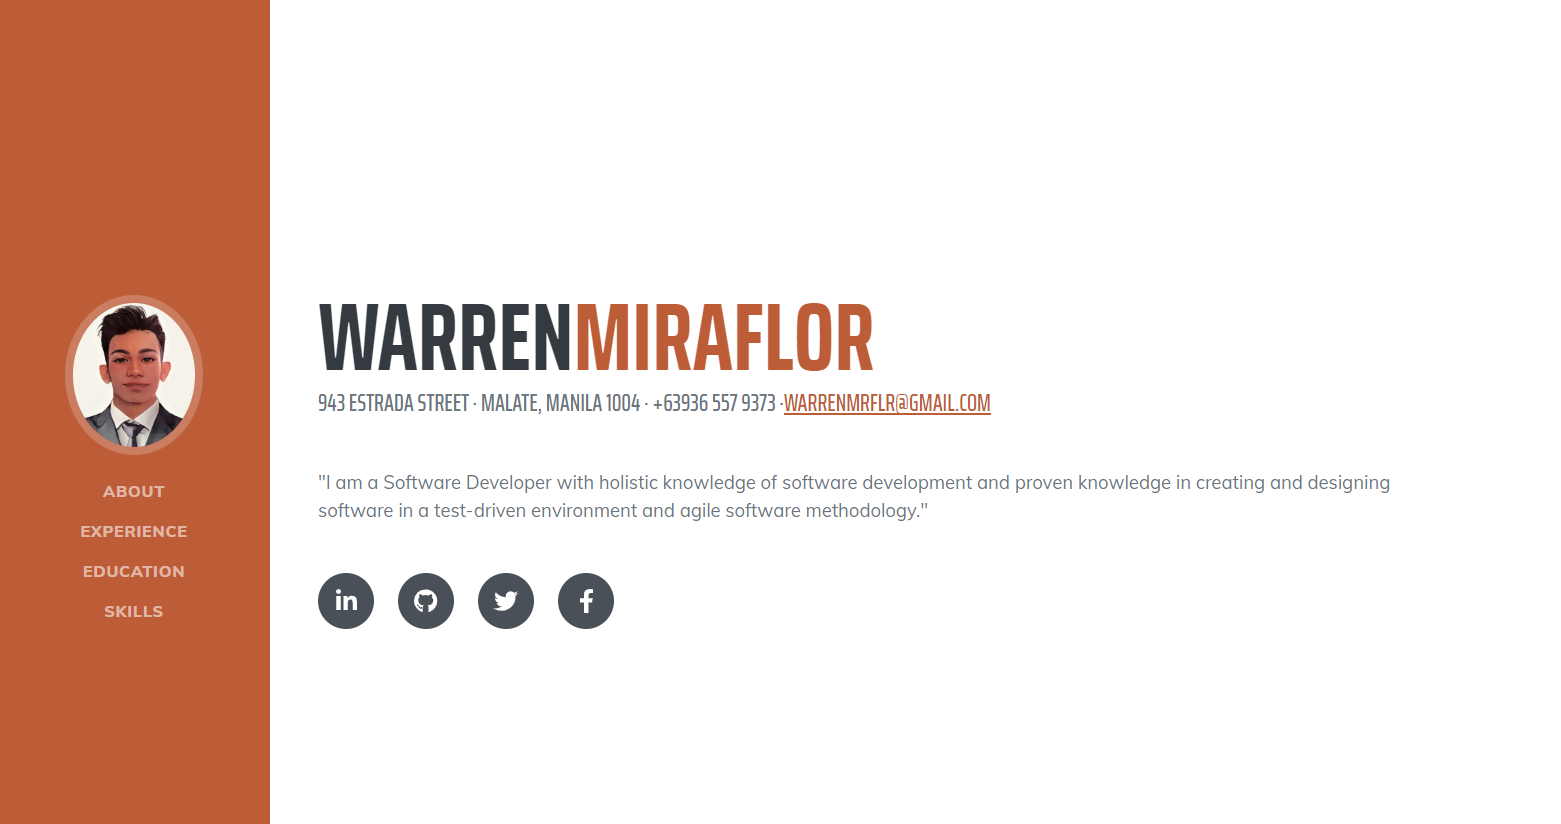 ABOUT
EXPERIENCE
EDUCATION
SKILLS
WARRENMIRAFLOR
943 ESTRADA STREET · MALATE, MANILA 1004 · +63936 557 9373 ·WARRENMRFLR@GMAIL.COM
"I am a Software Developer with holistic knowledge of software development and proven knowledge in creating and designing
software in a test-driven environment and agile software methodology."
in
f